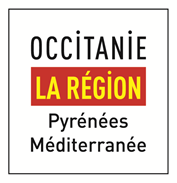 OCCITANIE
LA RÉGION
Pyrénées
Méditerranée